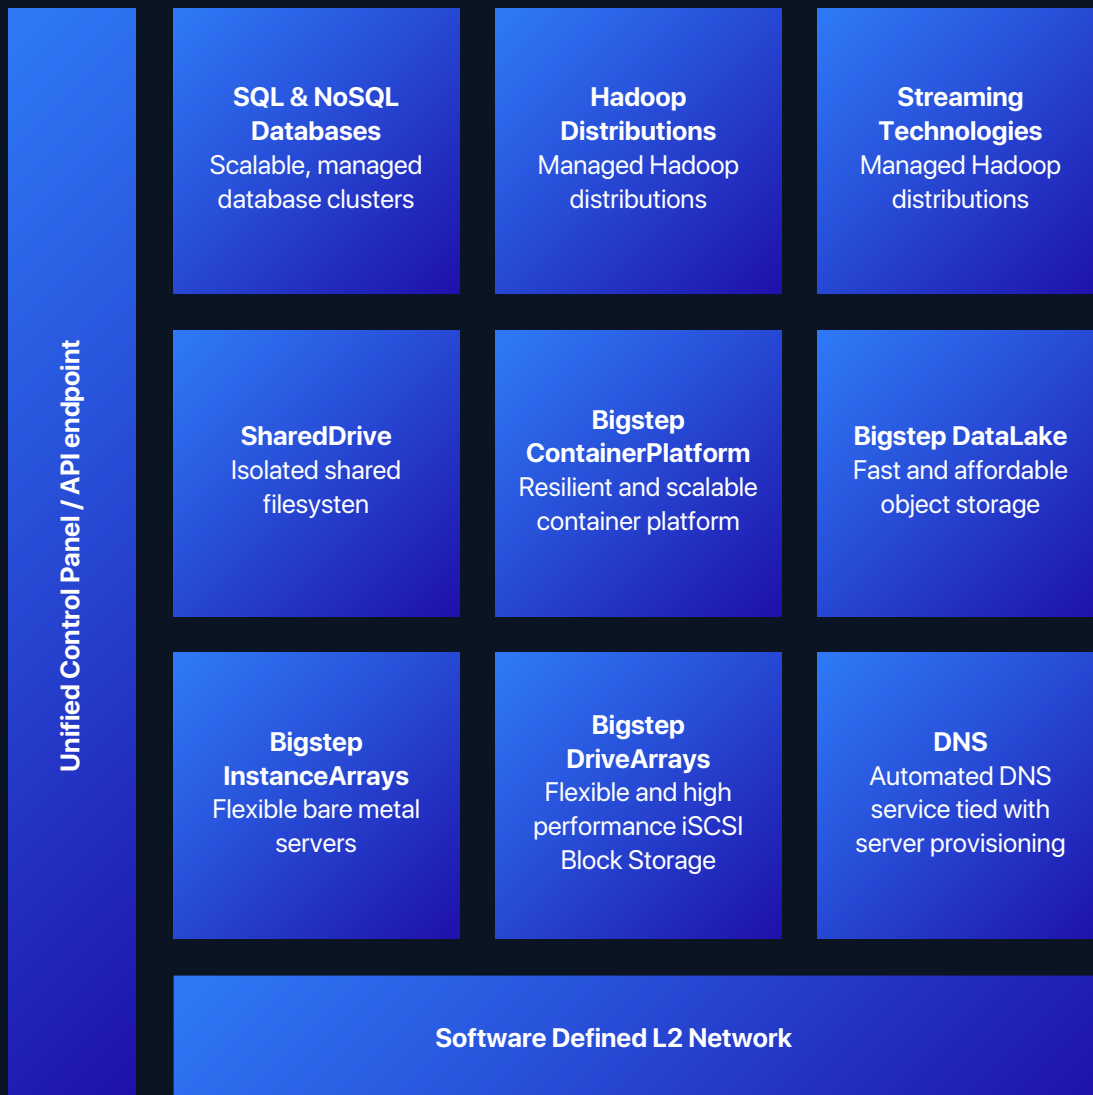 Unified Control Panel / API endpoint
SQL & NoSQL
Databases
Scalable, managed
database clusters
Hadoop
Distributions
Managed Hadoop
distributions
Streaming
Technologies
Managed Hadoop
distributions
SharedDrive
Isolated shared
filesysten
Bigstep
ContainerPlatform
Resilient and scalable
container platform
Bigstep DataLake
Fast and affordable
object storage
Bigstep
InstanceArrays
Flexible bare metal
servers
Bigstep
DriveArrays
Flexible and high
performance iSCSI
Block Storage
DNS
Automated DNS
service tied with
server provisioning
Software Defined L2 Network